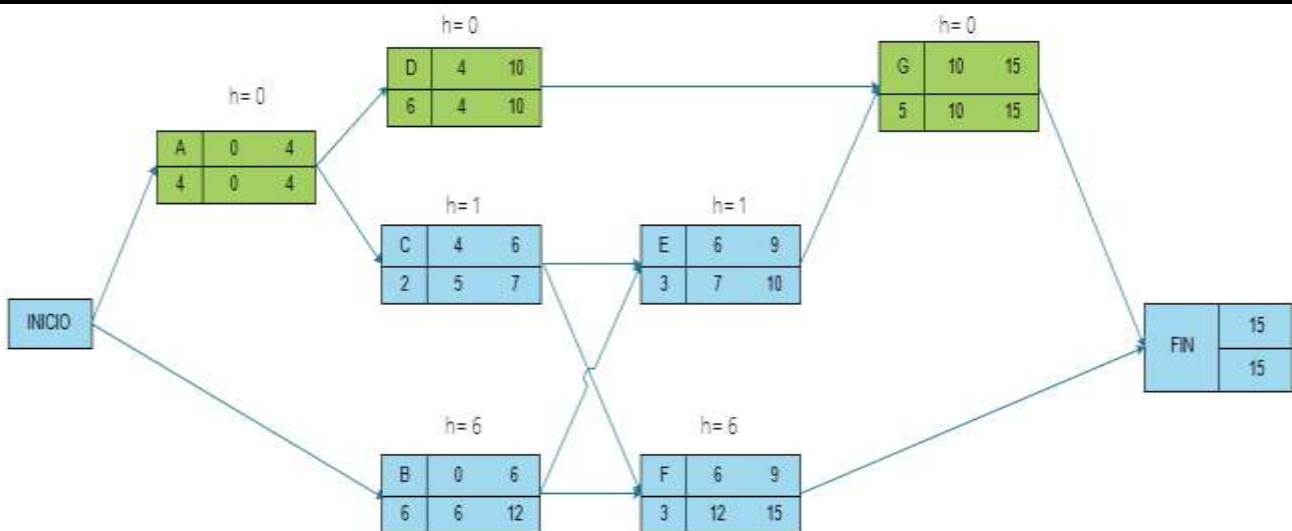 h= 0
h= 0
D 4 10
6 4 10
G 10 15
5 10 15
h= 0
A 0 4
4 0 4
h= 1
h= 1
C 4 6
2 5 7
E 6 9
3 7 10
INICIO
FIN 15
15
h= 6
h= 6
B 0 6
6 6 12
F 6 9
3 12 15